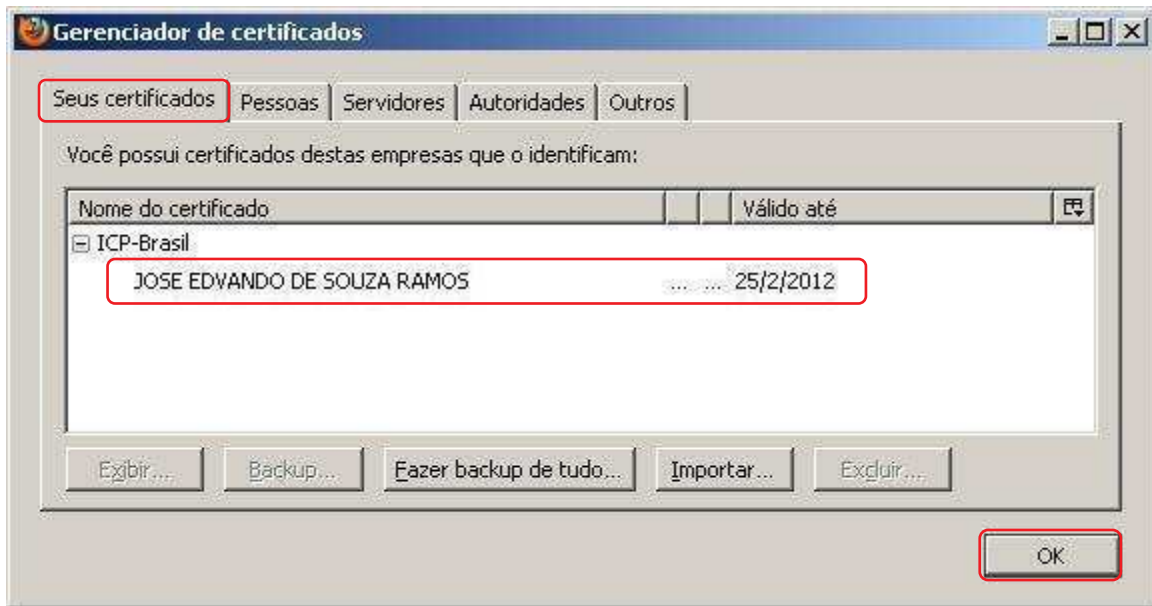 Gerenciador de certificados
Seus certificados Pessoas Servidores Autoridades Outros
Você possui certificados destas empresas que o identificam:
Nome do certificado Válido até
ICP-Brasil
JOSE EDVANDO DE SOUZA RAMOS ... ... 25/2/2012
Exibir... Backup... Fazer backup de tudo... Importar... Excluir...
OK